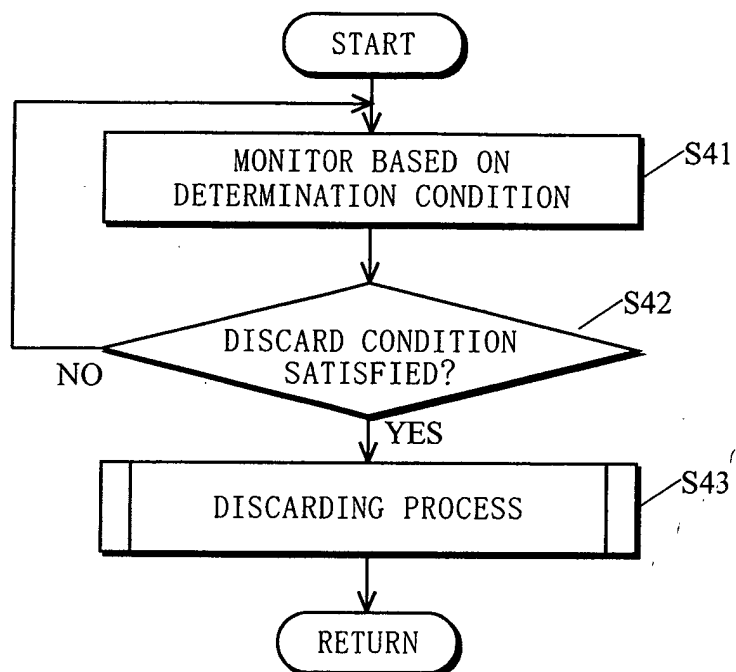 START
MONITOR BASED ON
DETERMINATION CONDITION
S41
DISCARD CONDITION
SATISFIED?
S42
NO
YES
DISCARDING PROCESS
S43
RETURN